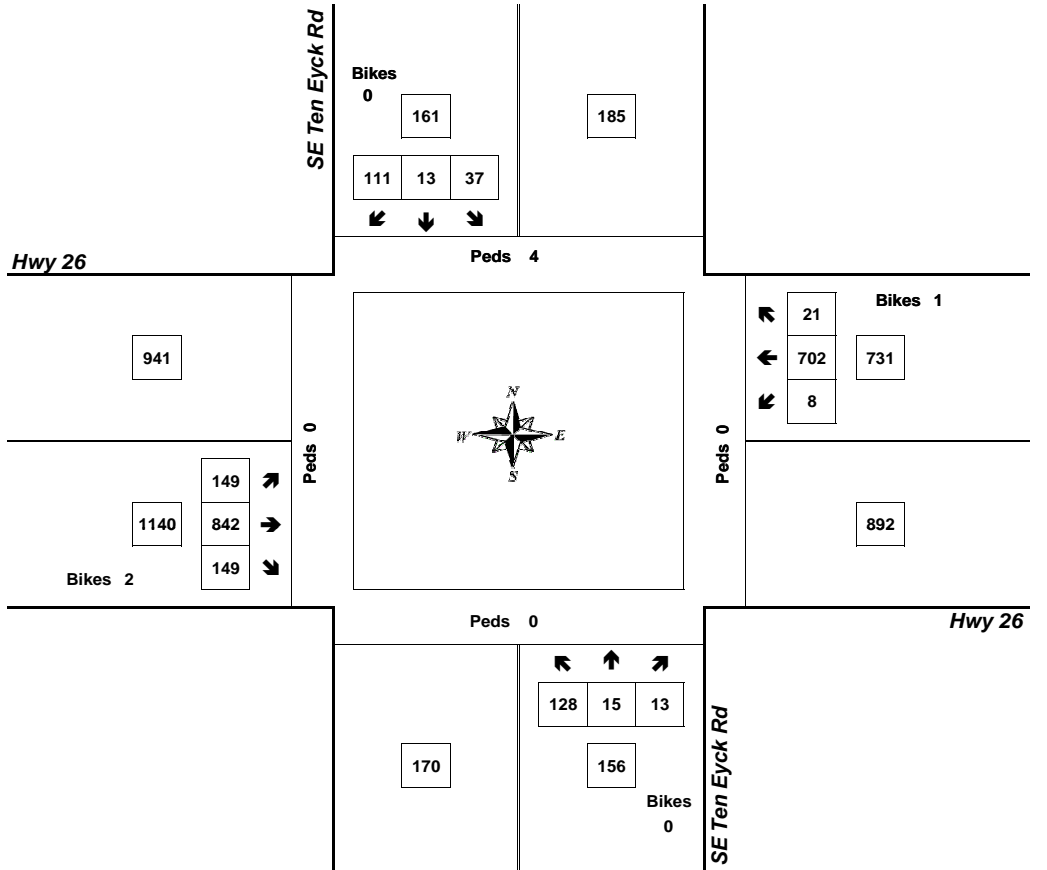 SE Ten Eyck Rd
Bikes
0
161
185
111 13 37
Peds 4
Hwy 26
Bikes 1
21
941
702 731
8
N
W E
S
Peds 0
Peds 0
149
1140 842
892
149
Bikes 2
Peds 0
Hwy 26
128 15 13
170
156
SE Ten Eyck Rd
Bikes
0